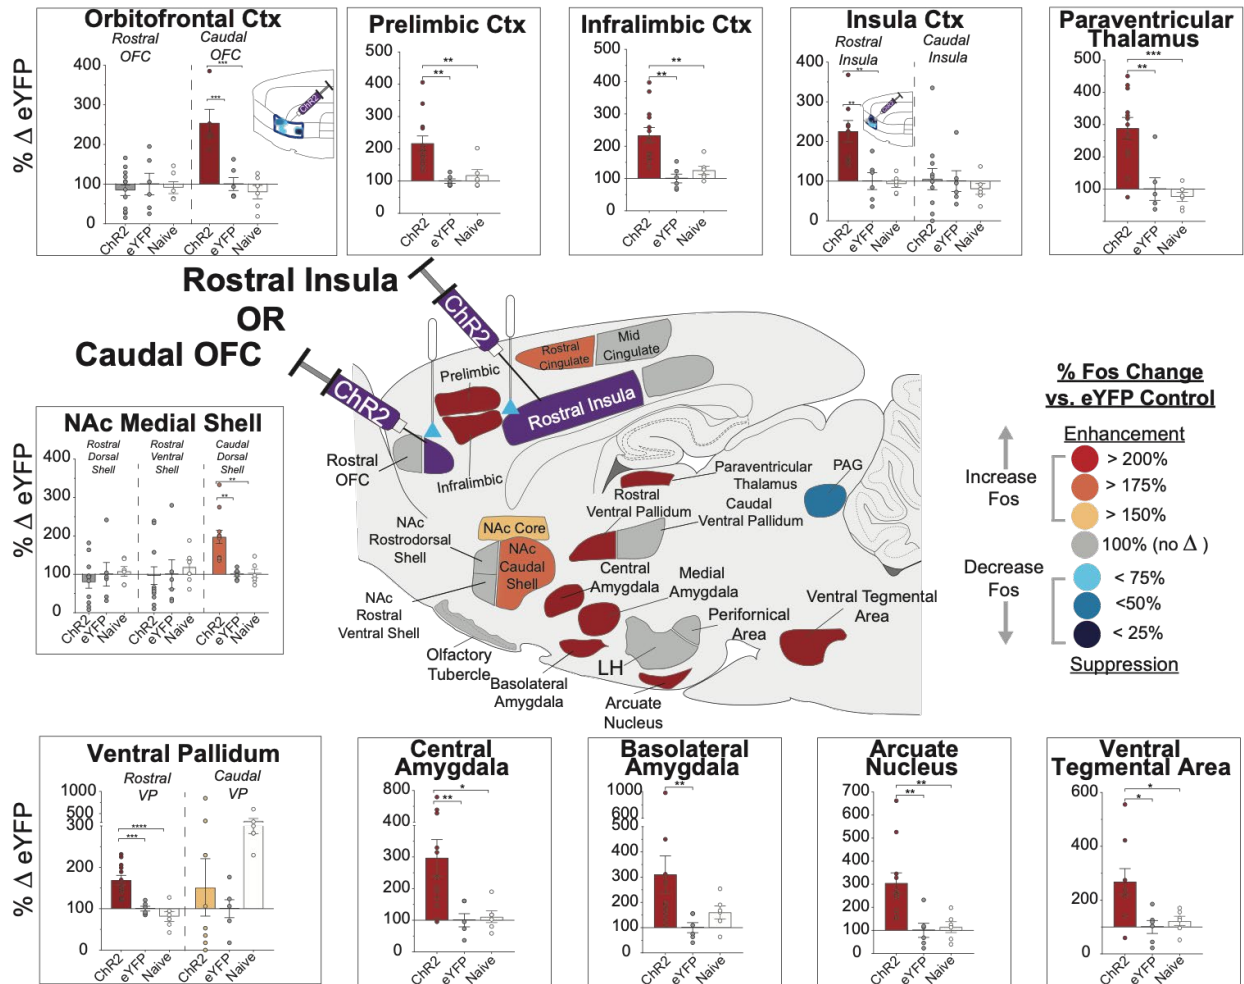 Orbitofrontal Ctx
Rostral
OFC
Caudal
OFC
% Δ eYFP
400
300
200
100
0
***
***
ChR2
ChR2
eYFP
Naive
ChR2
eYFP
Naive
Prelimbic Ctx
500
400
300
200
100
0
**
**
ChR2
eYFP
Naive
Infralimbic Ctx
500
400
300
200
100
0
**
**
ChR2
eYFP
Naive
Insula Ctx
Rostral
Insula
Caudal
Insula
400
300
200
100
0
**
**
ChR2
ChR2
eYFP
Naive
ChR2
eYFP
Naive
Paraventricular
Thalamus
500
400
300
200
100
***
**
ChR2
eYFP
Naive
Rostral Insula
OR
Caudal OFC
ChR2
ChR2
Rostral
Cingulate
Mid
Cingulate
Prelimbic
Rostral Insula
Rostral
OFC
Infralimbic
Paraventricular
Thalamus
PAG
Rostral
Ventral Pallidum
Caudal
Ventral Pallidum
NAc
Rostrodorsal
Shell
NAc Core
NAc
Caudal
Shell
Central
Amygdala
Medial
Amygdala
NAc
Rostral
Ventral Shell
Perifornical
Area
Ventral Tegmental
Area
Olfactory
Tubercle
Basolateral
Amygdala
LH
Arcuate
Nucleus
% Fos Change
vs. eYFP Control
Enhancement
Increase
Fos
> 200%
> 175%
> 150%
100% (no Δ )
Decrease
Fos
< 75%
<50%
< 25%
Suppression
NAc Medial Shell
Rostral
Dorsal
Shell
Rostral
Ventral
Shell
Caudal
Dorsal
Shell
% Δ eYFP
400
300
200
100
0
**
**
ChR2
eYFP
Naive
ChR2
eYFP
Naive
ChR2
eYFP
Naive
Ventral Pallidum
Rostral
VP
Caudal
VP
% Δ eYFP
1000
500
300
200
100
0
****
***
ChR2
eYFP
Naive
ChR2
eYFP
Naive
Central
Amygdala
800
400
300
200
100
0
*
**
ChR2
eYFP
Naive
Basolateral
Amygdala
1000
600
500
400
300
200
100
0
**
ChR2
eYFP
Naive
Arcuate
Nucleus
700
600
500
400
300
200
100
0
**
**
ChR2
eYFP
Naive
Ventral
Tegmental Area
600
400
200
0
*
*
ChR2
eYFP
Naive